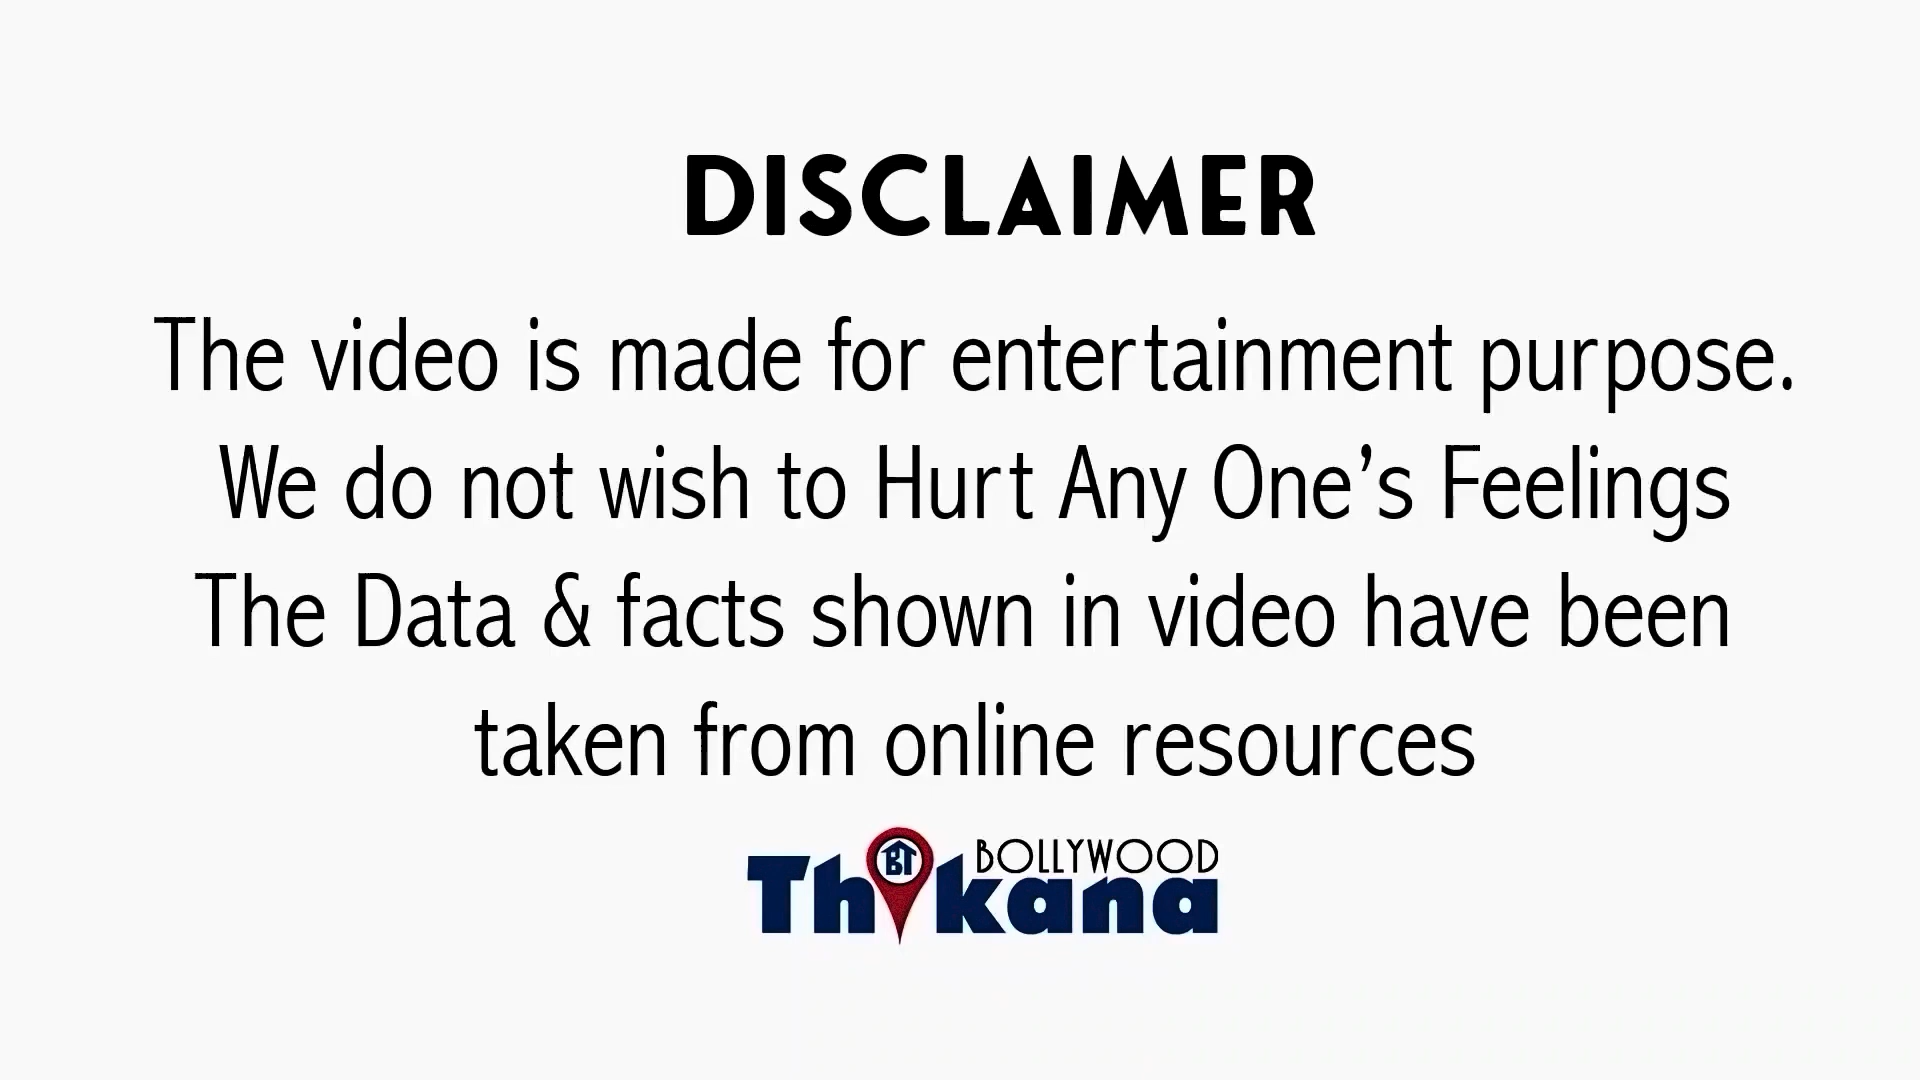 DISCLAIMER
The video is made for entertainment purpose.
We do not wish to Hurt Any One’s Feelings
The Data & facts shown in video have been
taken from online resources
BOLLYWOOD
BT
Thikana